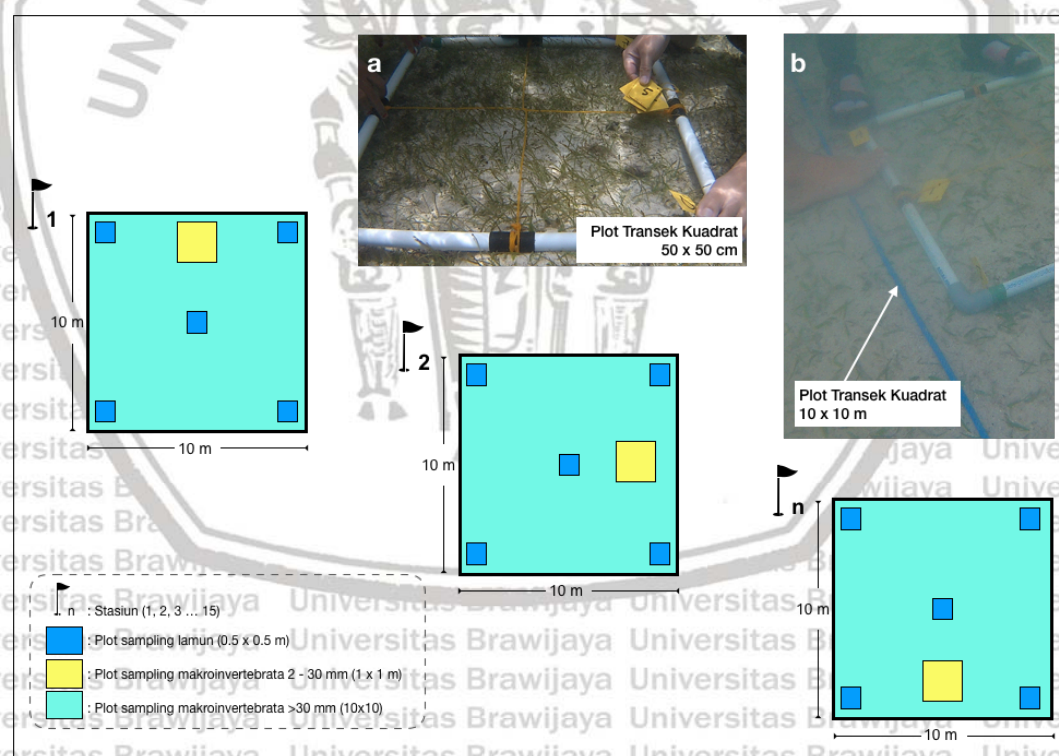 a
Plot Transek Kuadrat
50 x 50 cm
b
Plot Transek Kuadrat
10 x 10 m
1
10 m
10 m
2
10 m
10 m
n
10 m
10 m
n : Stasiun (1, 2, 3 ... 15)
: Plot sampling lamun (0.5 x 0.5 m)
: Plot sampling makroinvertebrata 2 - 30 mm (1 x 1 m)
: Plot sampling makroinvertebrata >30 mm (10x10)
5
UNIV
Universitas Brawijaya